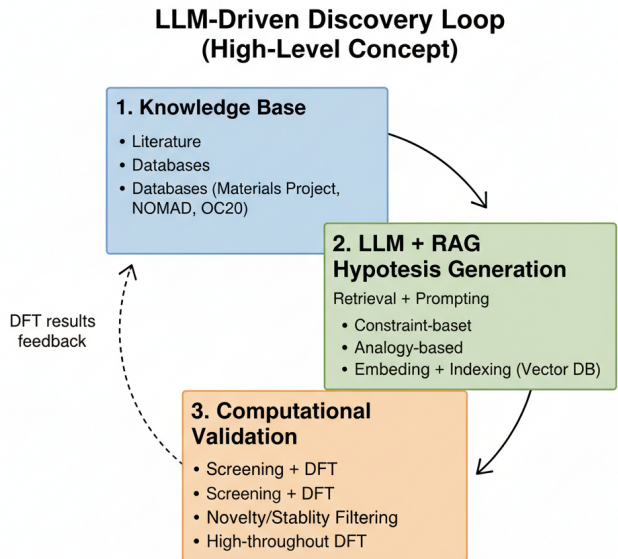 LLM-Driven Discovery Loop
(High-Level Concept)
1. Knowledge Base
• Literature
• Databases
• Databases (Materials Project,
NOMAD, OC20)
2. LLM + RAG
Hypotesis Generation
Retrieval + Prompting
• Constraint-baset
• Analogy-based
• Embeding + Indexing (Vector DB)
DFT results
feedback
3. Computational
Validation
• Screening + DFT
• Screening + DFT
• Novelty/Stablity Filtering
• High-throughout DFT